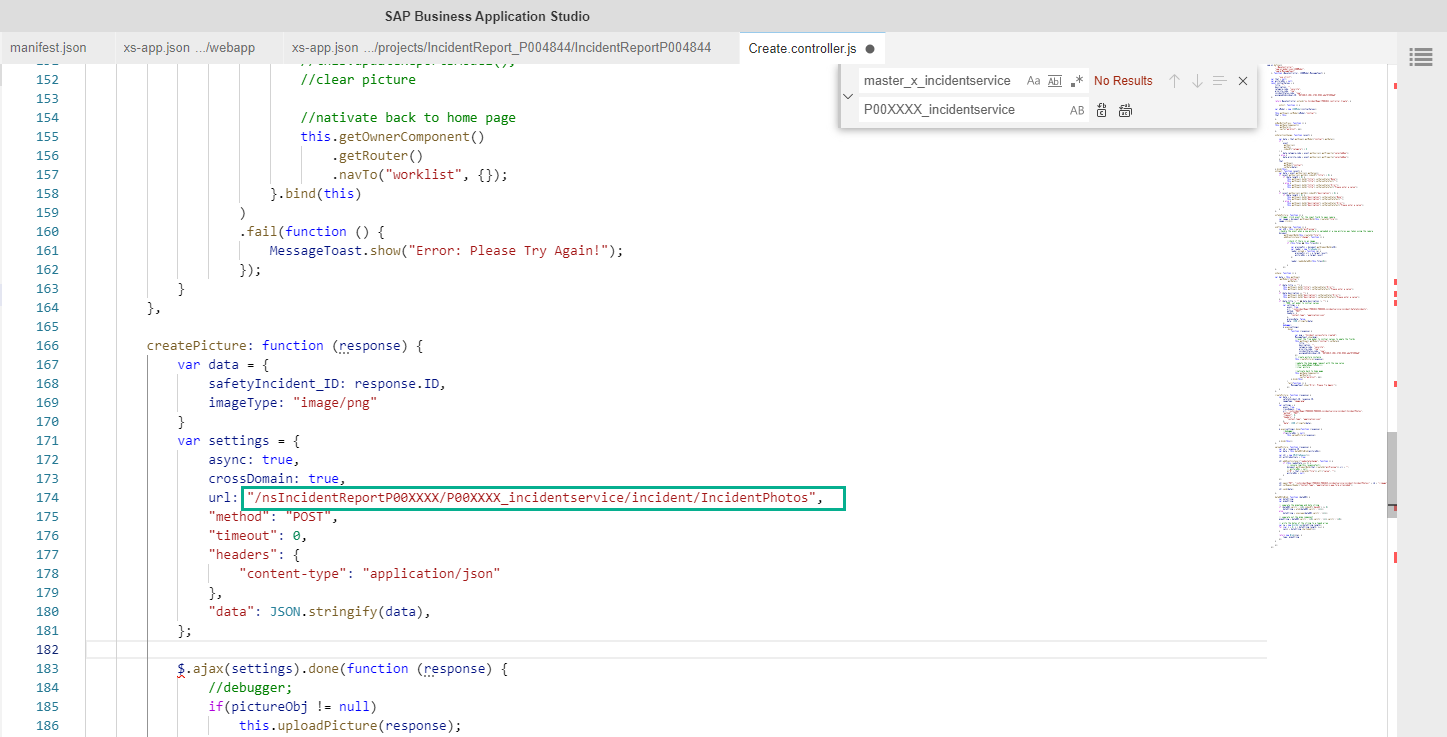 SAP Business Application Studio
manifest.json xs-app.json .../webapp xs-app.json .../projects/IncidentReport_P004844/IncidentReportP004844 Create.controller.js
master_x_incidentservice Aa Abl .* No Results
P00XXXX_incidentservice AB
152 //clear picture
153
154 //nativate back to home page
155 this.getOwnerComponent()
156 .getRouter()
157 .navTo("worklist", {});
158 }.bind(this)
159 )
160 .fail(function () {
161 MessageToast.show("Error: Please Try Again!");
162 });
163 }
164 },
165
166 createPicture: function (response) {
167 var data = {
168 safetyIncident_ID: response.ID,
169 imageType: "image/png"
170 }
171 var settings = {
172 async: true,
173 crossDomain: true,
174 url: "/nsIncidentReportP00XXXX/P00XXXX_incidentservice/incident/IncidentPhotos",
175 "method": "POST",
176 "timeout": 0,
177 "headers": {
178 "content-type": "application/json"
179 },
180 "data": JSON.stringify(data),
181 };
182
183 $.ajax(settings).done(function (response) {
184 //debugger;
185 if(pictureObj != null)
186 this.uploadPicture(response);